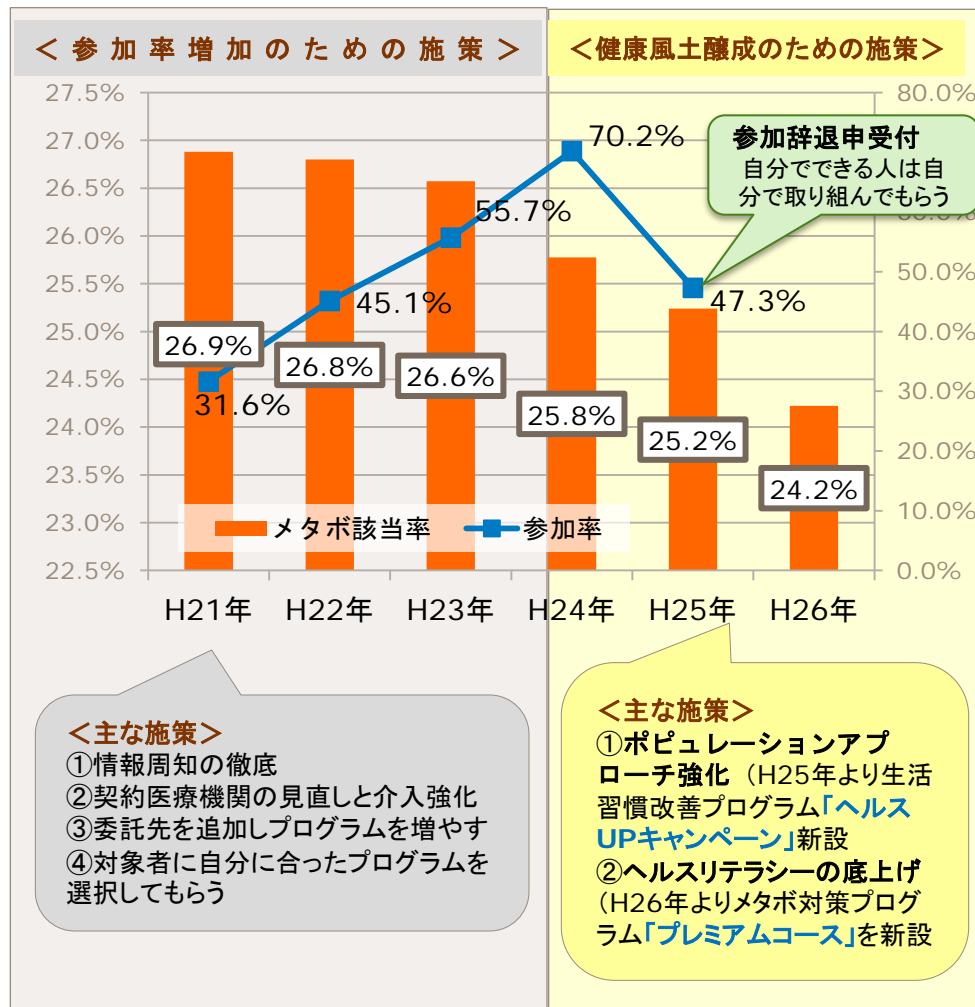 ＜参加率増加のための施策＞
＜健康風土醸成のための施策＞
27.5%
27.0%
26.5%
26.0%
25.5%
25.0%
24.5%
24.0%
23.5%
23.0%
22.5%
80.0%
50.0%
40.0%
30.0%
20.0%
10.0%
0.0%
参加辞退申受付
自分でできる人は自
分で取り組んでもらう
70.2%
55.7%
45.1%
47.3%
31.6%
26.9%
26.8%
26.6%
25.8%
25.2%
24.2%
メタボ該当率
参加率
H21年
H22年
H23年
H24年
H25年
H26年
＜主な施策＞
①情報周知の徹底
②契約医療機関の見直しと介入強化
③委託先を追加しプログラムを増やす
④対象者に自分に合ったプログラムを
選択してもらう
＜主な施策＞
①ポピュレーションアプ
ローチ強化（H25年より生活
習慣改善プログラム「ヘルス
UPキャンペーン」新設
②ヘルスリテラシーの底上げ
（H26年よりメタボ対策プログ
ラム「プレミアムコース」を新設